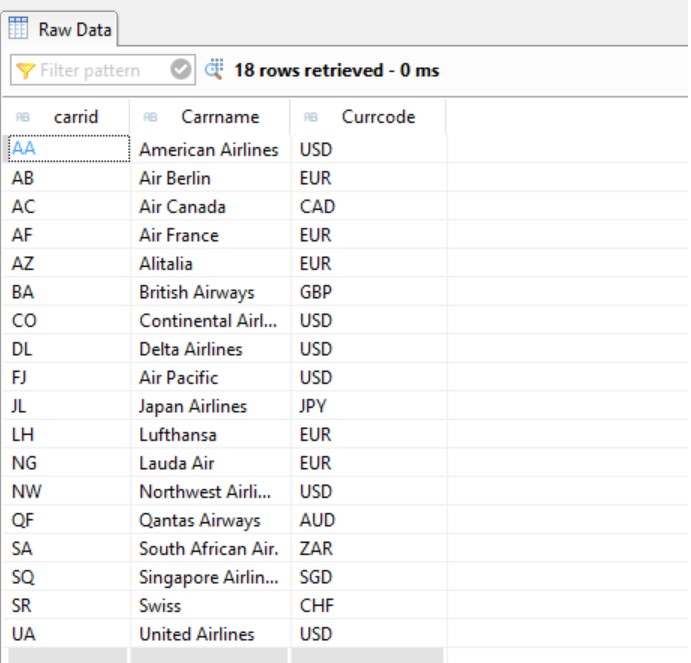 Raw Data
Filter pattern 18 rows retrieved - 0 ms
AB carrid AB Carrname AB Currcode
AA American Airlines USD
AB Air Berlin EUR
AC Air Canada CAD
AF Air France EUR
AZ Alitalia EUR
BA British Airways GBP
CO Continental Airl... USD
DL Delta Airlines USD
FJ Air Pacific USD
JL Japan Airlines JPY
LH Lufthansa EUR
NG Lauda Air EUR
NW Northwest Airli... USD
QF Qantas Airways AUD
SA South African Air. ZAR
SQ Singapore Airlin... SGD
SR Swiss CHF
UA United Airlines USD